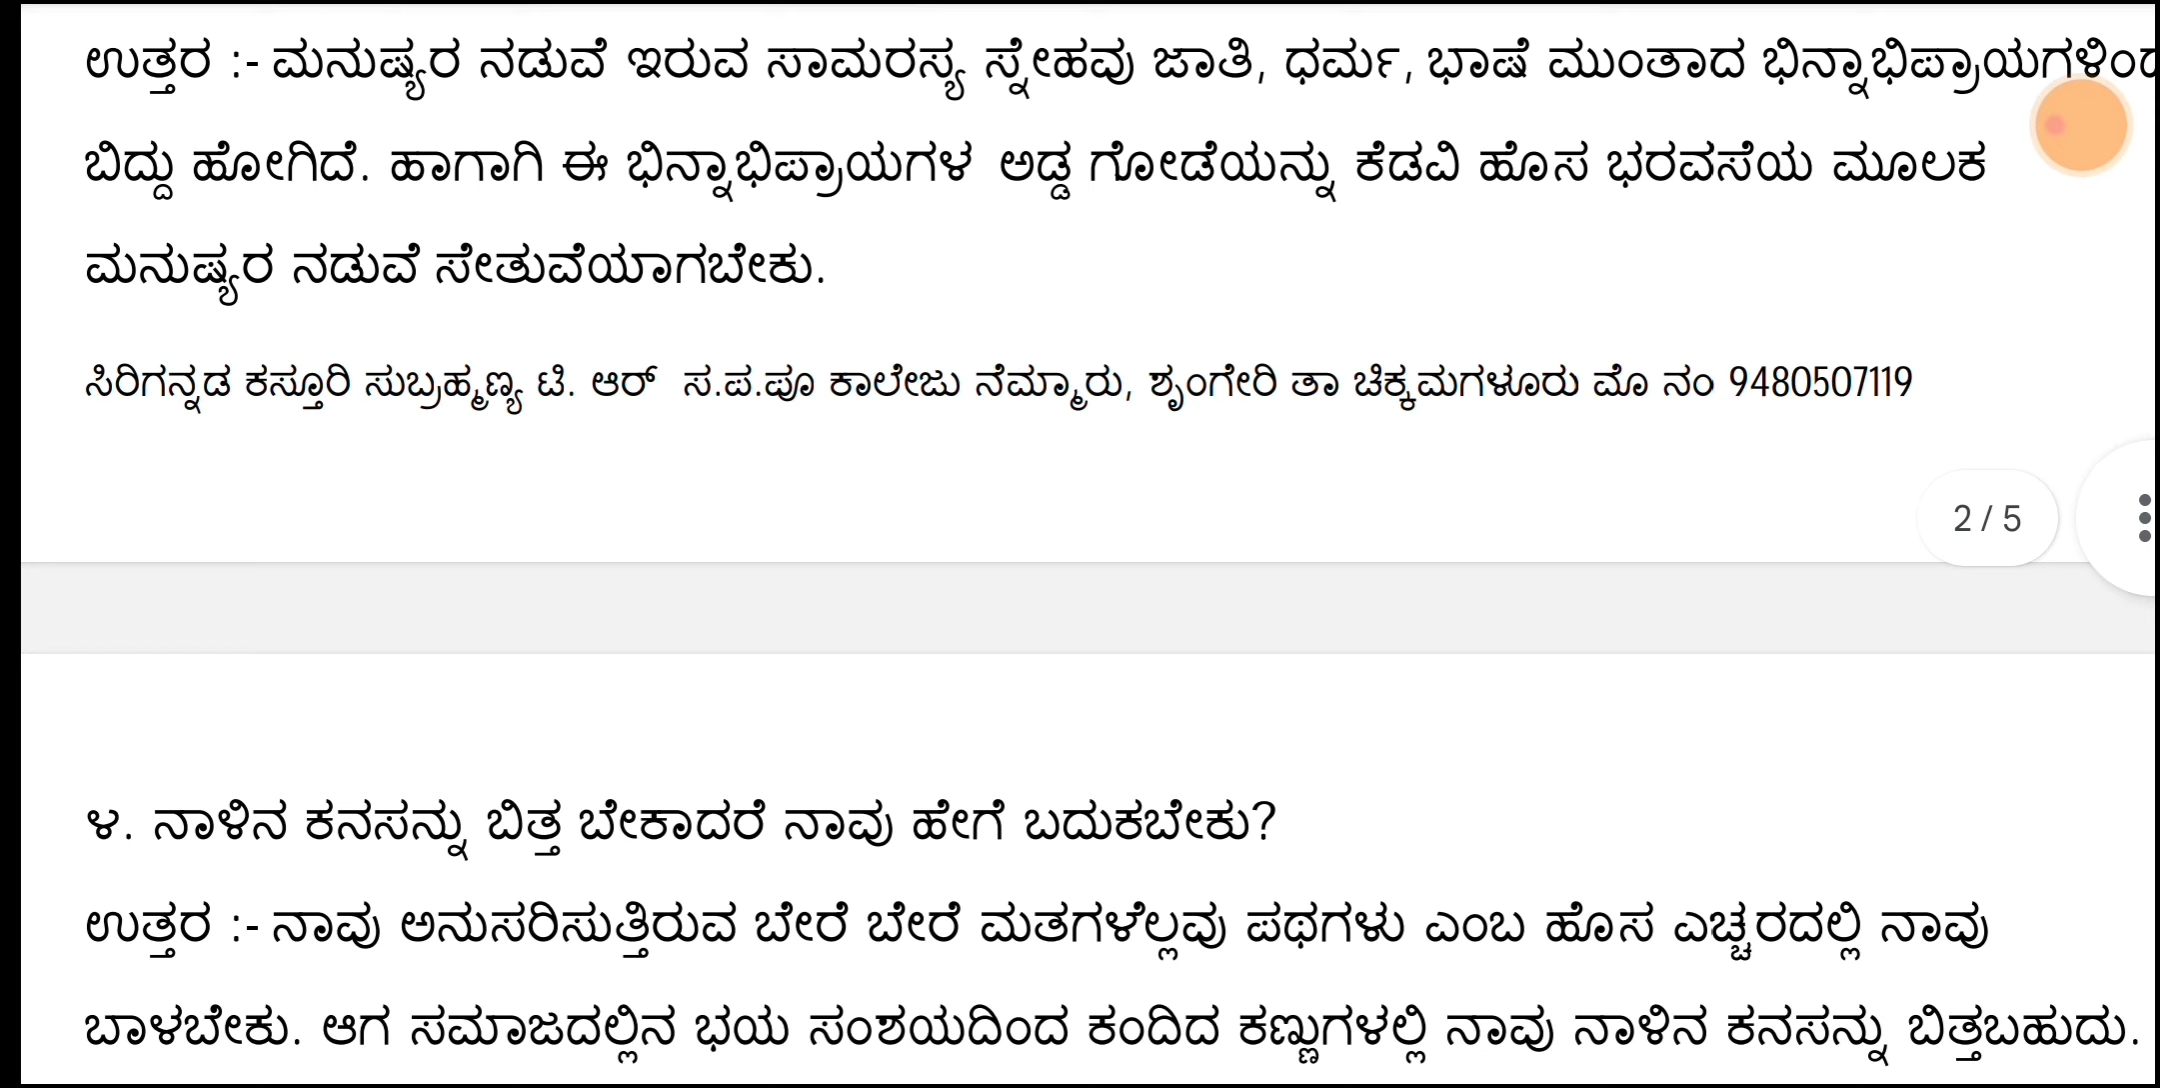 ಉತ್ತರ :- ಮನುಷ್ಯರ ನಡುವೆ ಇರುವ ಸಾಮರಸ್ಯ ಸ್ನೇಹವು ಜಾತಿ, ಧರ್ಮ, ಭಾಷೆ ಮುಂತಾದ ಭಿನ್ನಾಭಿಪ್ರಾಯಗಳಿಂದ
ಬಿದ್ದು ಹೋಗಿದೆ. ಹಾಗಾಗಿ ಈ ಭಿನ್ನಾಭಿಪ್ರಾಯಗಳ ಅಡ್ಡ ಗೋಡೆಯನ್ನು ಕೆಡವಿ ಹೊಸ ಭರವಸೆಯ ಮೂಲಕ
ಮನುಷ್ಯರ ನಡುವೆ ಸೇತುವೆಯಾಗಬೇಕು.
ಸಿರಿಗನ್ನಡ ಕಸ್ತೂರಿ ಸುಬ್ರಹ್ಮಣ್ಯ ಟಿ. ಆರ್ ಸ.ಪ.ಪೂ ಕಾಲೇಜು ನೆಮ್ಮಾರು, ಶೃಂಗೇರಿ ತಾ ಚಿಕ್ಕಮಗಳೂರು ಮೊ ನಂ 9480507119
2 / 5
೪. ನಾಳಿನ ಕನಸನ್ನು ಬಿತ್ತ ಬೇಕಾದರೆ ನಾವು ಹೇಗೆ ಬದುಕಬೇಕು?
ಉತ್ತರ :- ನಾವು ಅನುಸರಿಸುತ್ತಿರುವ ಬೇರೆ ಬೇರೆ ಮತಗಳೆಲ್ಲವು ಪಥಗಳು ಎಂಬ ಹೊಸ ಎಚ್ಚರದಲ್ಲಿ ನಾವು
ಬಾಳಬೇಕು. ಆಗ ಸಮಾಜದಲ್ಲಿನ ಭಯ ಸಂಶಯದಿಂದ ಕಂದಿದ ಕಣ್ಣುಗಳಲ್ಲಿ ನಾವು ನಾಳಿನ ಕನಸನ್ನು ಬಿತ್ತಬಹುದು.